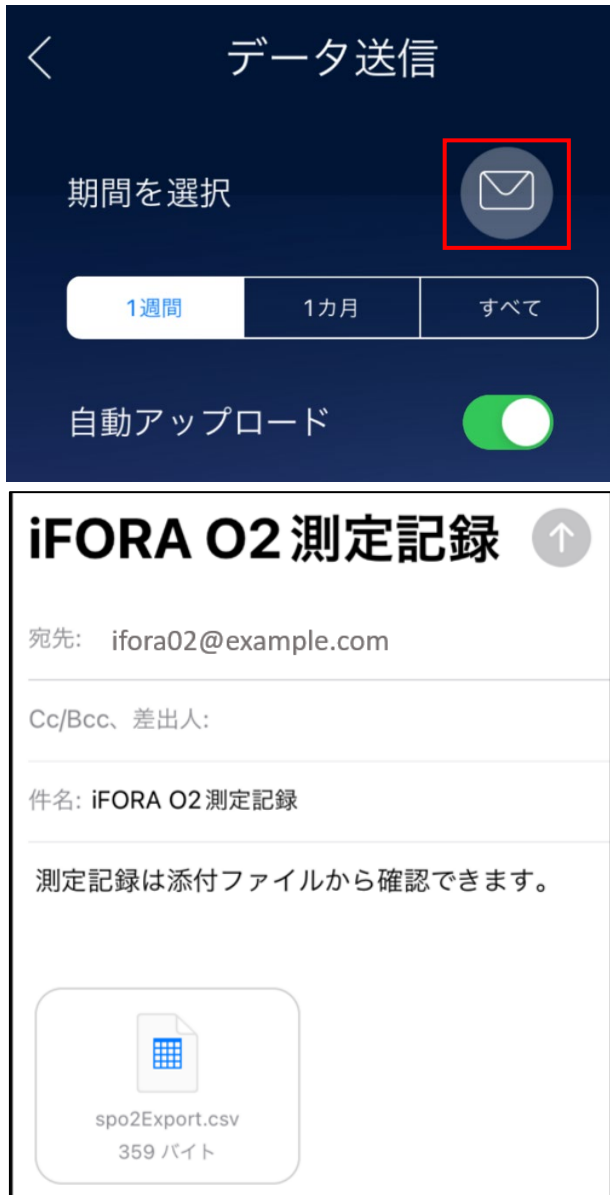 データ送信
期間を選択
1週間 1カ月 すべて
自動アップロード
iFORA O2 測定記録
宛先: ifora02@example.com
Cc/Bcc、差出人:
件名: iFORA O2 測定記録
測定記録は添付ファイルから確認できます。
spo2Export.csv
359 バイト